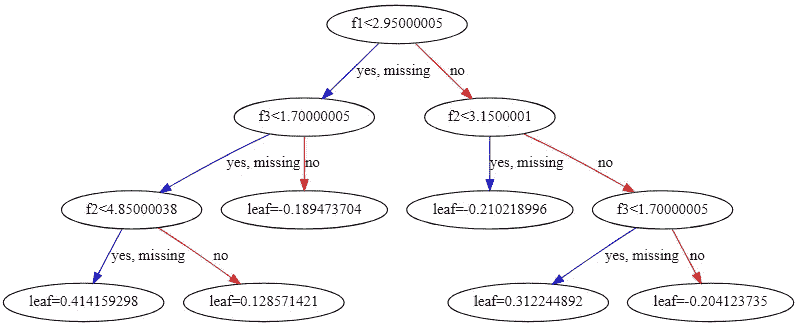 f1<2.95000005
yes, missing
no
f3<1.70000005
f2<3.1500001
yes, missing
no
yes, missing
no
f2<4.85000038
leaf=-0.189473704
leaf=-0.210218996
f3<1.70000005
yes, missing
no
yes, missing
no
leaf=0.414159298
leaf=0.128571421
leaf=0.312244892
leaf=-0.204123735